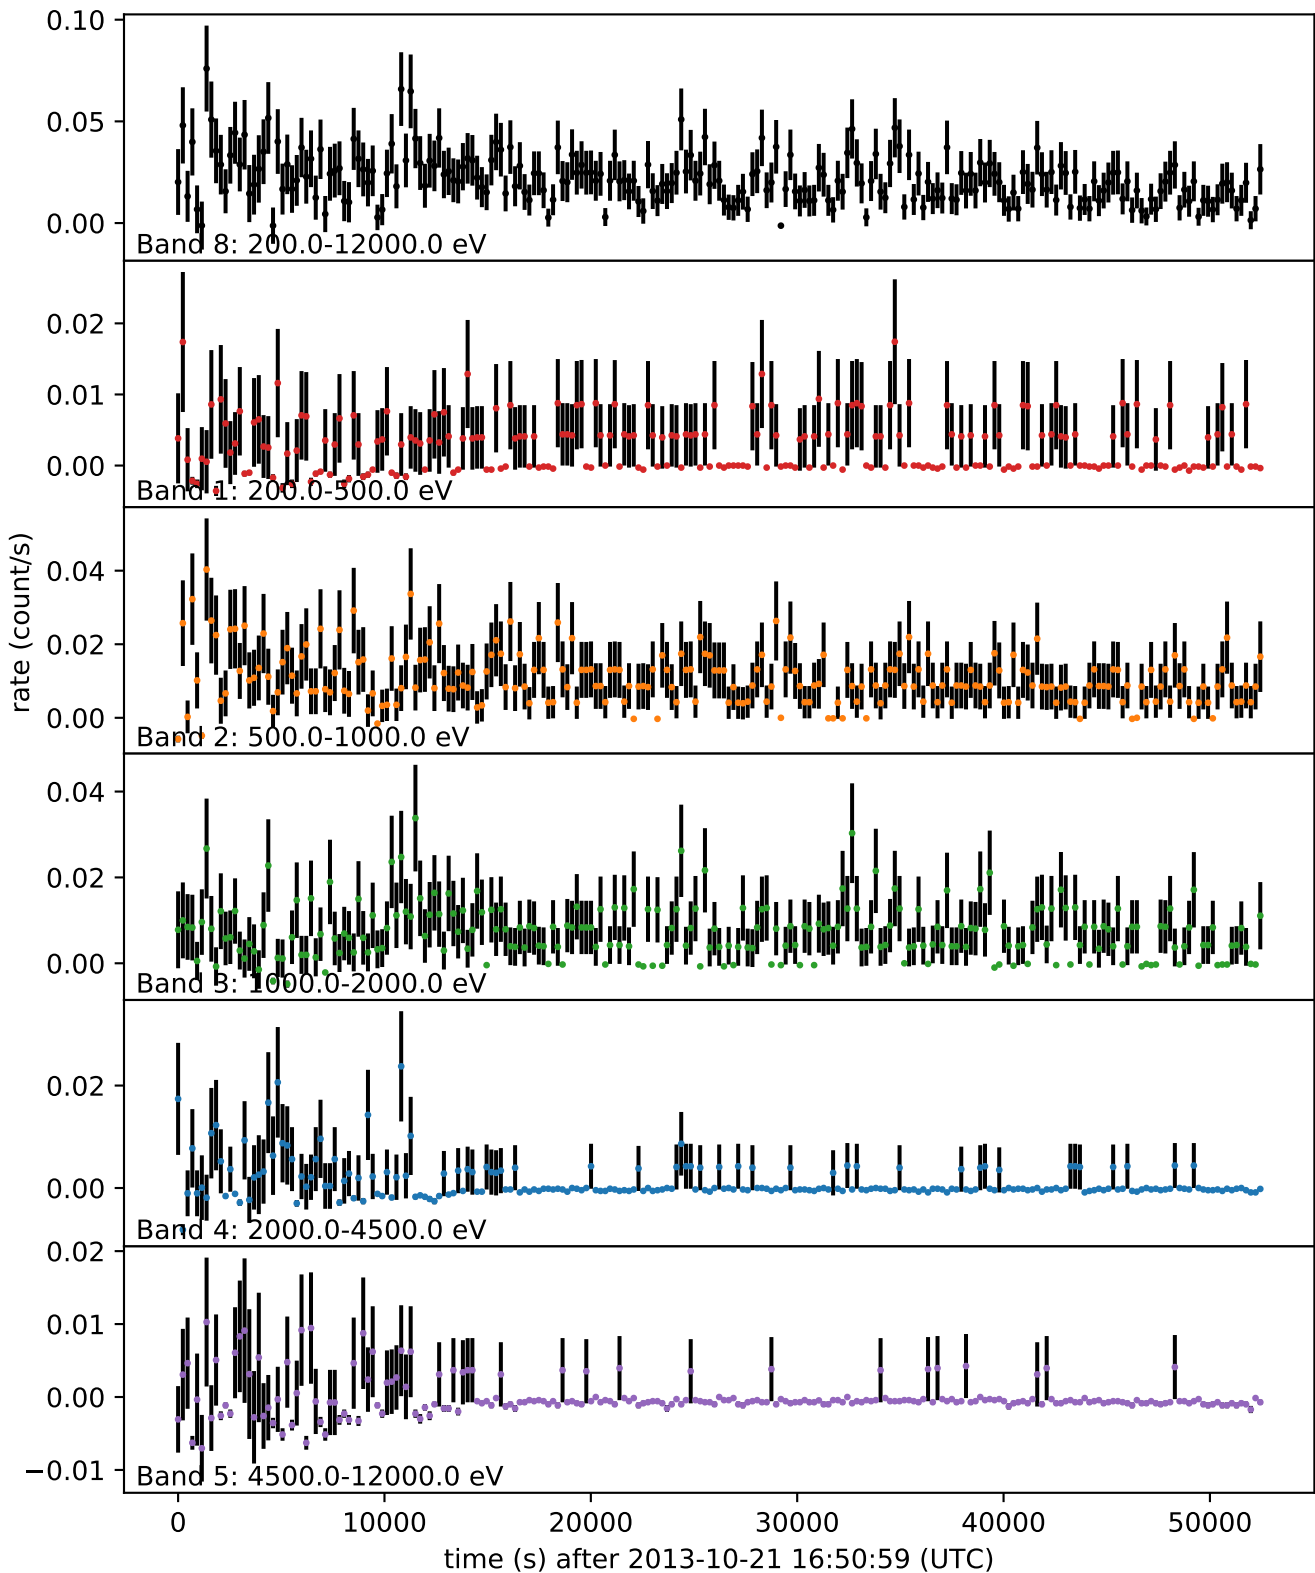 0.10
0.05
0.00
Band 8: 200.0-12000.0 eV
0.02
0.01
0.00
Band 1: 200.0-500.0 eV
rate (count/s)
0.04
0.02
0.00
Band 2: 500.0-1000.0 eV
0.04
0.02
0.00
Band 3: 1000.0-2000.0 eV
0.02
0.00
Band 4: 2000.0-4500.0 eV
0.02
0.01
0.00
−0.01
Band 5: 4500.0-12000.0 eV
0 10000 20000 30000 40000 50000
time (s) after 2013-10-21 16:50:59 (UTC)